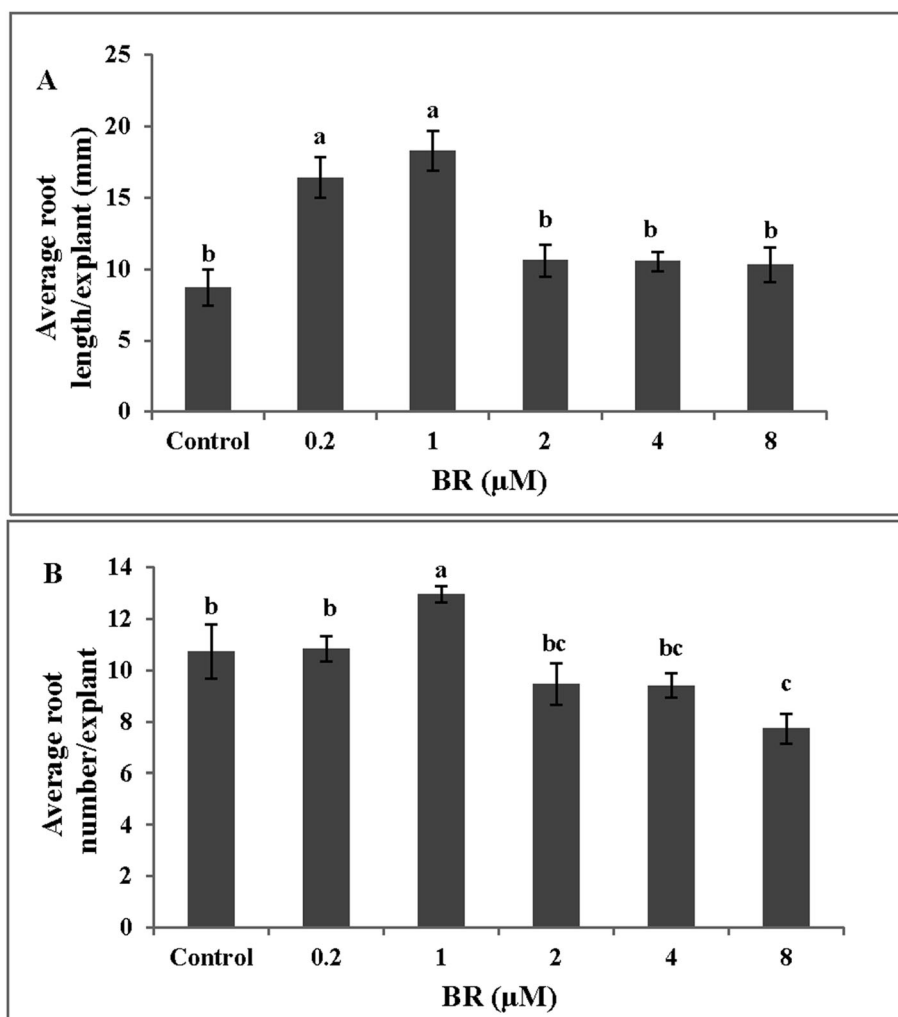 A
Average root
length/explant (mm)
25
20
15
10
5
0
b
a
a
b
b
b
Control 0.2 1 2 4 8
BR (µM)
B
Average root
number/explant
14
12
10
8
6
4
2
0
b
b
a
bc
bc
c
Control 0.2 1 2 4 8
BR (µM)